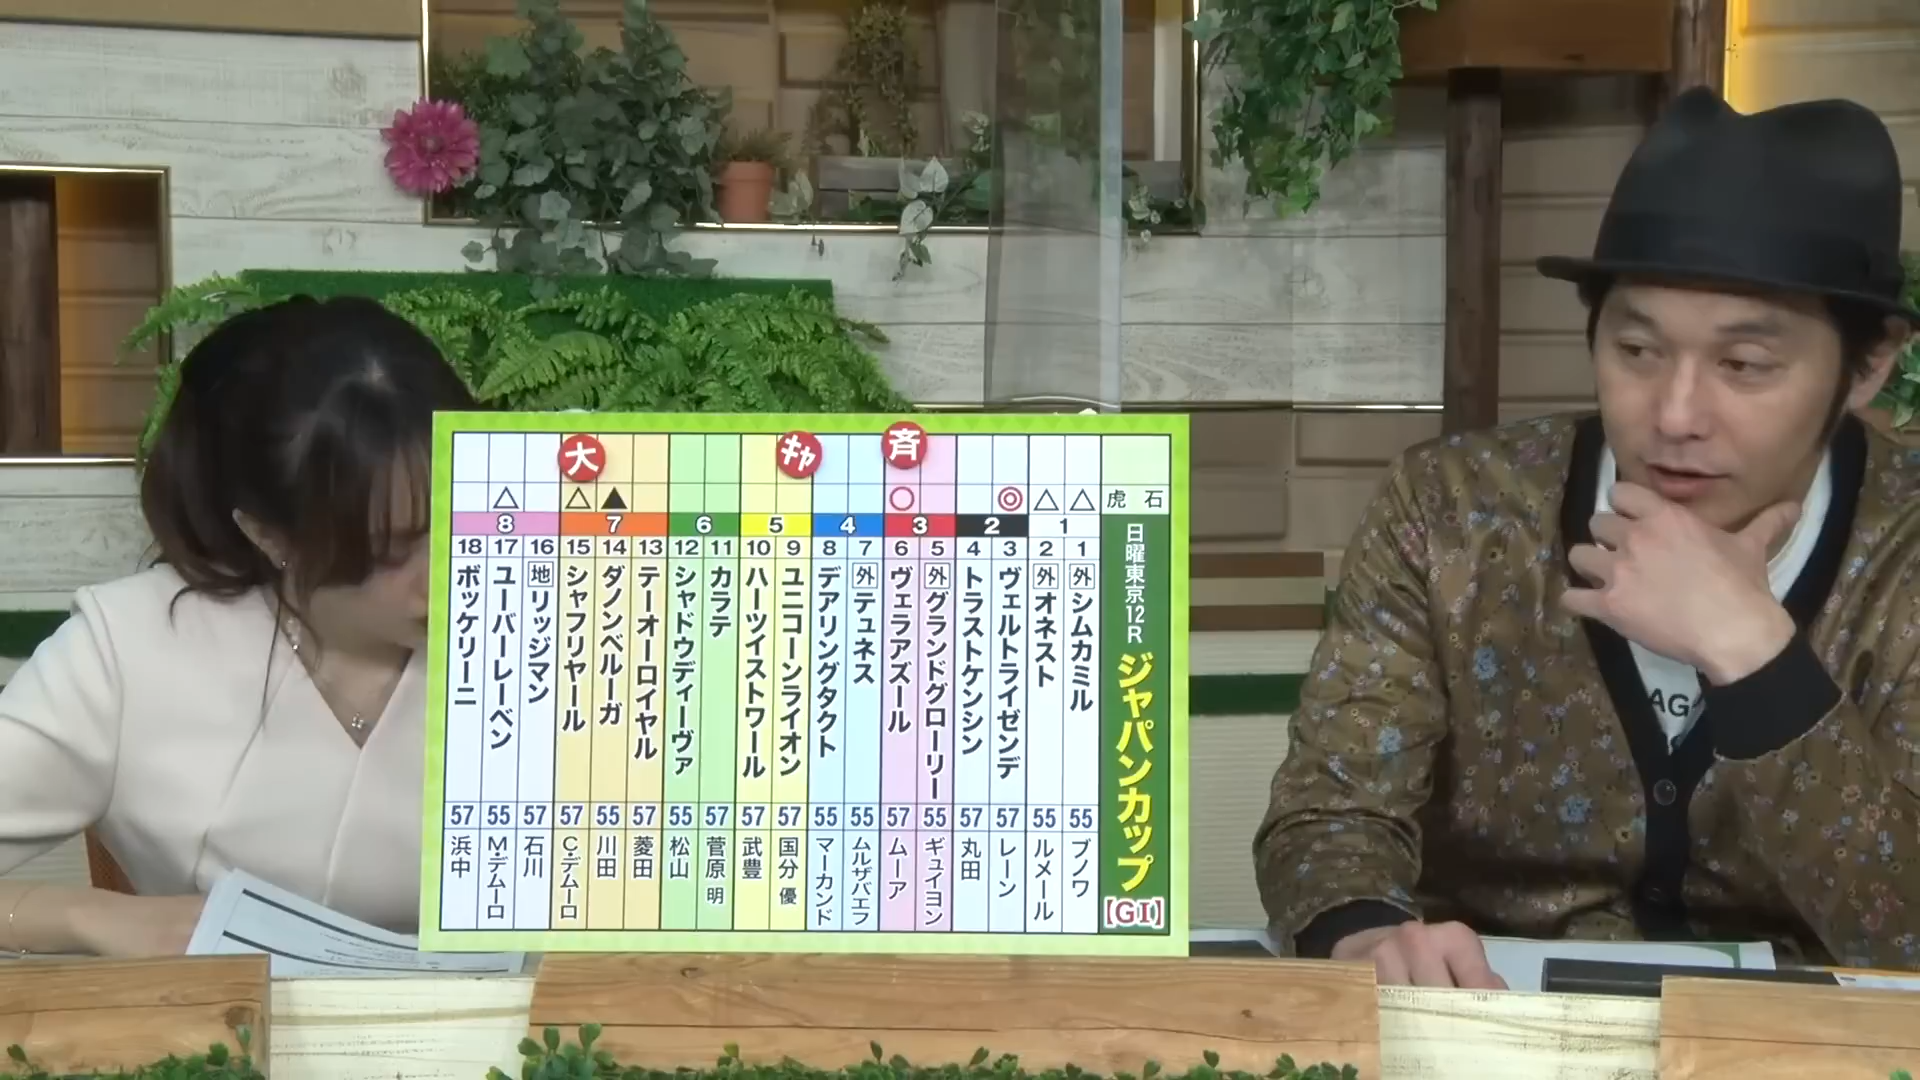 虎石
日曜東京12R
ジャパンカップ
[GI]
△ 1 1 外 シムカミル 55 ブノワ
△ 2 外 オネスト 55 ルメール
◎ 2 3 ヴェルトライゼンデ 57 レーン
4 トラストケンシン 57 丸田
3 5 外 グランドグローリー 55 ギュイヨン
斉 ○ 6 ヴェラアズール 57 ムーア
4 7 外 テュネス 55 ムルザバエフ
8 デアリングタクト 55 マーカンド
キャ 5 9 ユニコーンライオン 57 国分優
10 ハーツイストワール 57 武豊
6 11 カラテ 57 菅原明
12 シャドウディーヴァ 55 松山
7 13 テーオーロイヤル 57 菱田
▲ 14 ダノンベルーガ 55 川田
大 △ 15 シャフリヤール 57 C・デムーロ
8 16 地 リッジマン 57 石川
△ 17 ユーバーレーベン 55 M・デムーロ
18 ボッケリーニ 57 浜中
AG